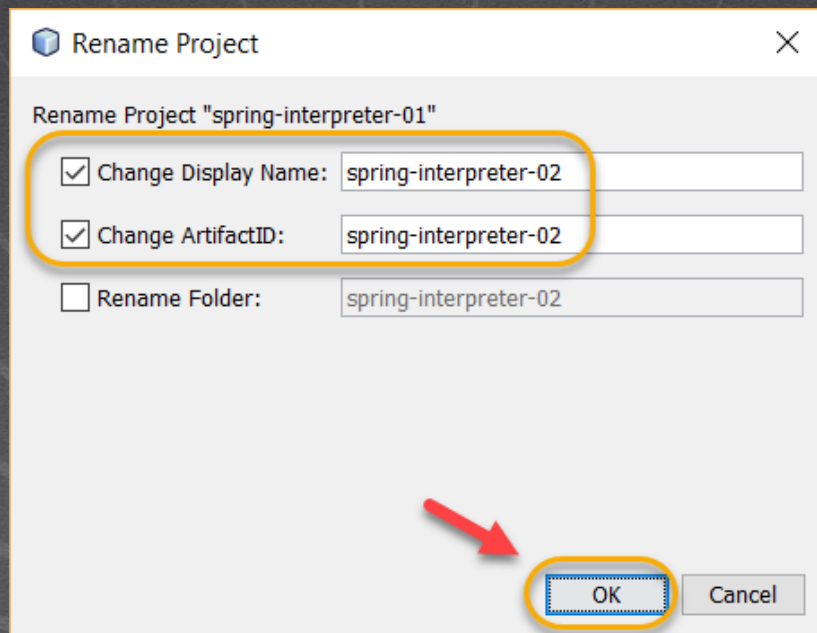 Rename Project
Rename Project "spring-interpreter-01"
Change Display Name: spring-interpreter-02
Change ArtifactID: spring-interpreter-02
Rename Folder: spring-interpreter-02
OK Cancel